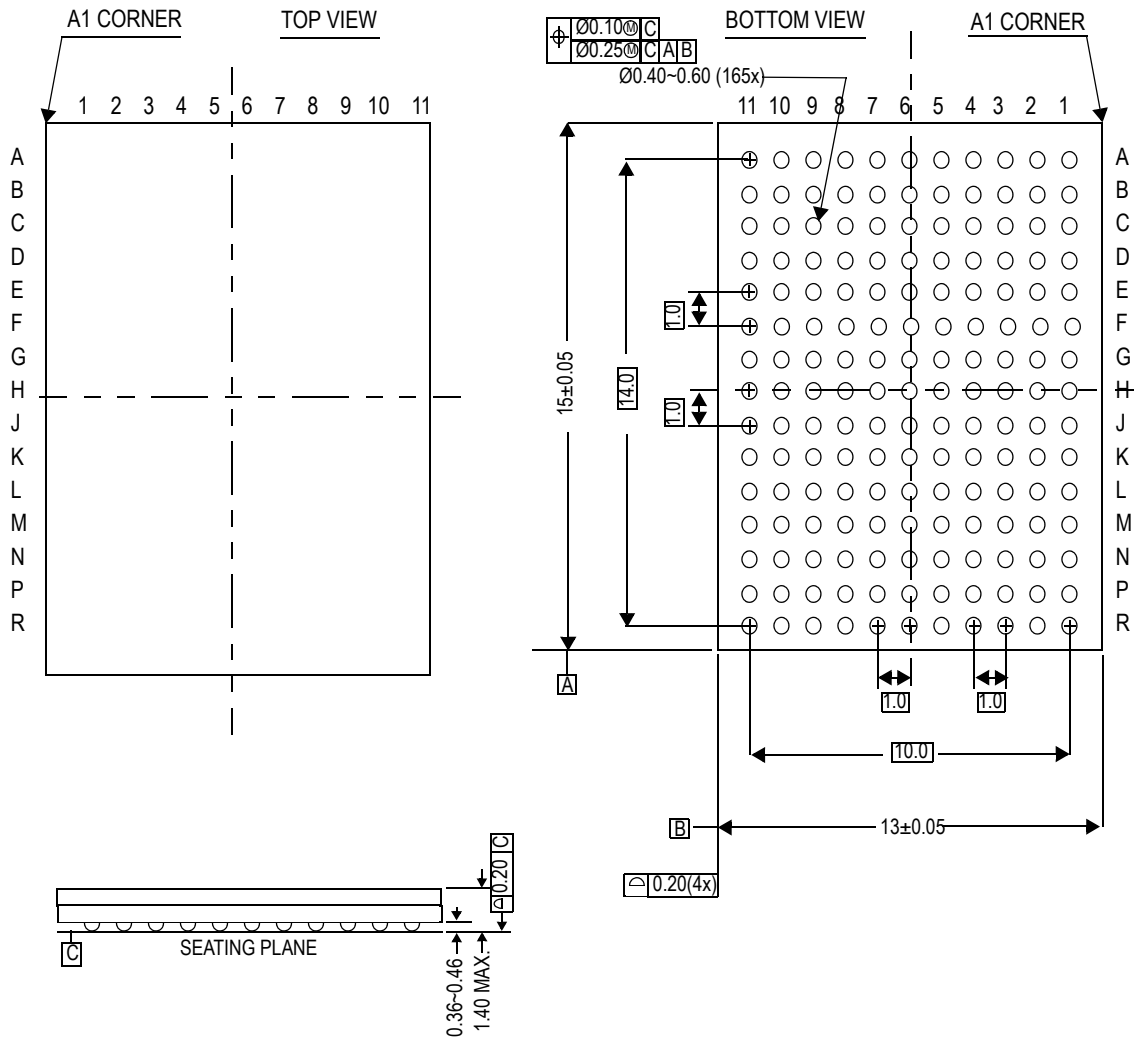 A1 CORNER
TOP VIEW
1 2 3 4 5 6 7 8 9 10 11
A
B
C
D
E
F
G
H
J
K
L
M
N
P
R
Ø0.10Ⓜ C
Ø0.25Ⓜ C A B
Ø0.40~0.60 (165x)
BOTTOM VIEW
A1 CORNER
11 10 9 8 7 6 5 4 3 2 1
A
B
C
D
E
F
G
H
J
K
L
M
N
P
R
15±0.05
14.0
1.0
1.0
A
1.0
1.0
10.0
B
13±0.05
0.20(4x)
0.20 C
C
SEATING PLANE
0.36~0.46
1.40 MAX.